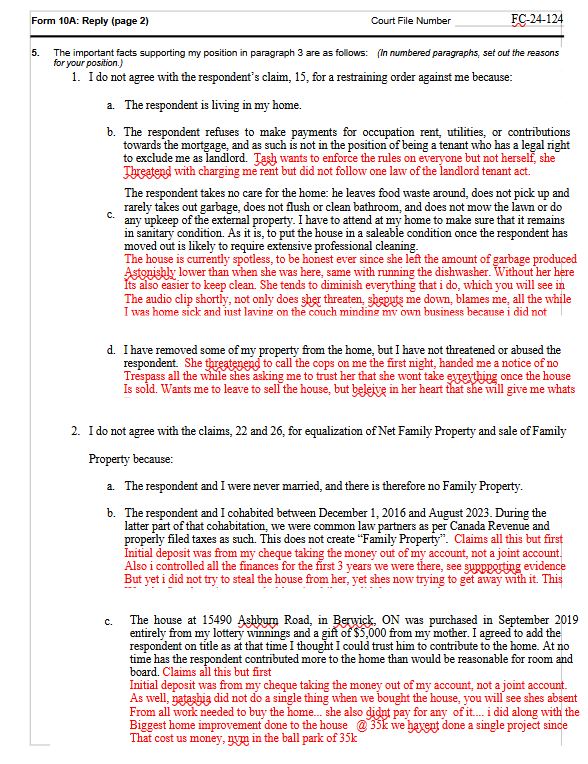 Form 10A: Reply (page 2) Court File Number FC-24-124
5. The important facts supporting my position in paragraph 3 are as follows: (In numbered paragraphs, set out the reasons
for your position.)
1. I do not agree with the respondent's claim, 15, for a restraining order against me because:
a. The respondent is living in my home.
b. The respondent refuses to make payments for occupation rent, utilities, or contributions
towards the mortgage, and as such is not in the position of being a tenant who has a legal right
to exclude me as landlord. Tash wants to enforce the rules on everyone but not herself, she
Threatend with charging me rent but did not follow one law of the landlord tenant act.
The respondent takes no care for the home: he leaves food waste around, does not pick up and
c. rarely takes out garbage, does not flush or clean bathroom, and does not mow the lawn or do
any upkeep of the external property. I have to attend at my home to make sure that it remains
in sanitary condition. As it is, to put the house in a saleable condition once the respondent has
moved out is likely to require extensive professional cleaning.
The house is currently spotless, to be honest ever since she left the amount of garbage produced
Astonishly lower than when she was here, same with running the dishwasher. Without her here
Its also easier to keep clean. She tends to diminish everything that i do, which you will see in
The audio clip shortly, not only does sher threaten, sheputs me down, blames me, all the while
I was home sick and just laying on the couch minding my own business because i did not
d. I have removed some of my property from the home, but I have not threatened or abused the
respondent. She threatenend to call the cops on me the first night, handed me a notice of no
Trespass all the while shes asking me to trust her that she wont take evreything once the house
Is sold. Wants me to leave to sell the house, but beleive in her heart that she will give me whats
2. I do not agree with the claims, 22 and 26, for equalization of Net Family Property and sale of Family
Property because:
a. The respondent and I were never married, and there is therefore no Family Property.
b. The respondent and I cohabited between December 1, 2016 and August 2023. During the
latter part of that cohabitation, we were common law partners as per Canada Revenue and
properly filed taxes as such. This does not create "Family Property". Claims all this but first
Initial deposit was from my cheque taking the money out of my account, not a joint account.
Also i controlled all the finances for the first 3 years we were there, see suppporting evidence
But yet i did not try to steal the house from her, yet shes now trying to get away with it. This
c. The house at 15490 Ashburn Road, in Berwick, ON was purchased in September 2019
entirely from my lottery winnings and a gift of $5,000 from my mother. I agreed to add the
respondent on title as at that time I thought I could trust him to contribute to the home. At no
time has the respondent contributed more to the home than would be reasonable for room and
board. Claims all this but first
Initial deposit was from my cheque taking the money out of my account, not a joint account.
As well, natashia did not do a single thing when we bought the house, you will see shes absent
From all work needed to buy the home... she also didnt pay for any of it.... i did along with the
Biggest home improvement done to the house @ 35k we havent done a single project since
That cost us money, nvm in the ball park of 35k